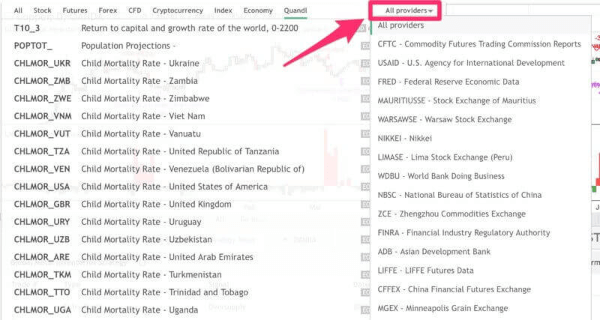 All Stock Futures Forex CFD Cryptocurrency Index Economy Quandl All providers
T10_3 Return to capital and growth rate of the world, 0-2200
POPTOT_ Population Projections -
CHLMOR_UKR Child Mortality Rate - Ukraine
CHLMOR_ZMB Child Mortality Rate - Zambia
CHLMOR_ZWE Child Mortality Rate - Zimbabwe
CHLMOR_VNM Child Mortality Rate - Viet Nam
CHLMOR_VUT Child Mortality Rate - Vanuatu
CHLMOR_TZA Child Mortality Rate - United Republic of Tanzania
CHLMOR_VEN Child Mortality Rate - Venezuela (Bolivarian Republic of)
CHLMOR_USA Child Mortality Rate - United States of America
CHLMOR_GBR Child Mortality Rate - United Kingdom
CHLMOR_URY Child Mortality Rate - Uruguay
CHLMOR_UZB Child Mortality Rate - Uzbekistan
CHLMOR_ARE Child Mortality Rate - United Arab Emirates
CHLMOR_TKM Child Mortality Rate - Turkmenistan
CHLMOR_TTO Child Mortality Rate - Trinidad and Tobago
CHLMOR_UGA Child Mortality Rate - Uganda
All providers
CFTC - Commodity Futures Trading Commission Reports
USAID - U.S. Agency for International Development
FRED - Federal Reserve Economic Data
MAURITIUSSE - Stock Exchange of Mauritius
WARSAWSE - Warsaw Stock Exchange
NIKKEI - Nikkei
LIMASE - Lima Stock Exchange (Peru)
WDBU - World Bank Doing Business
NBSC - National Bureau of Statistics of China
ZCE - Zhengzhou Commodities Exchange
FINRA - Financial Industry Regulatory Authority
ADB - Asian Development Bank
LIFFE - LIFFE Futures Data
CFFEX - China Financial Futures Exchange
MGEX - Minneapolis Grain Exchange